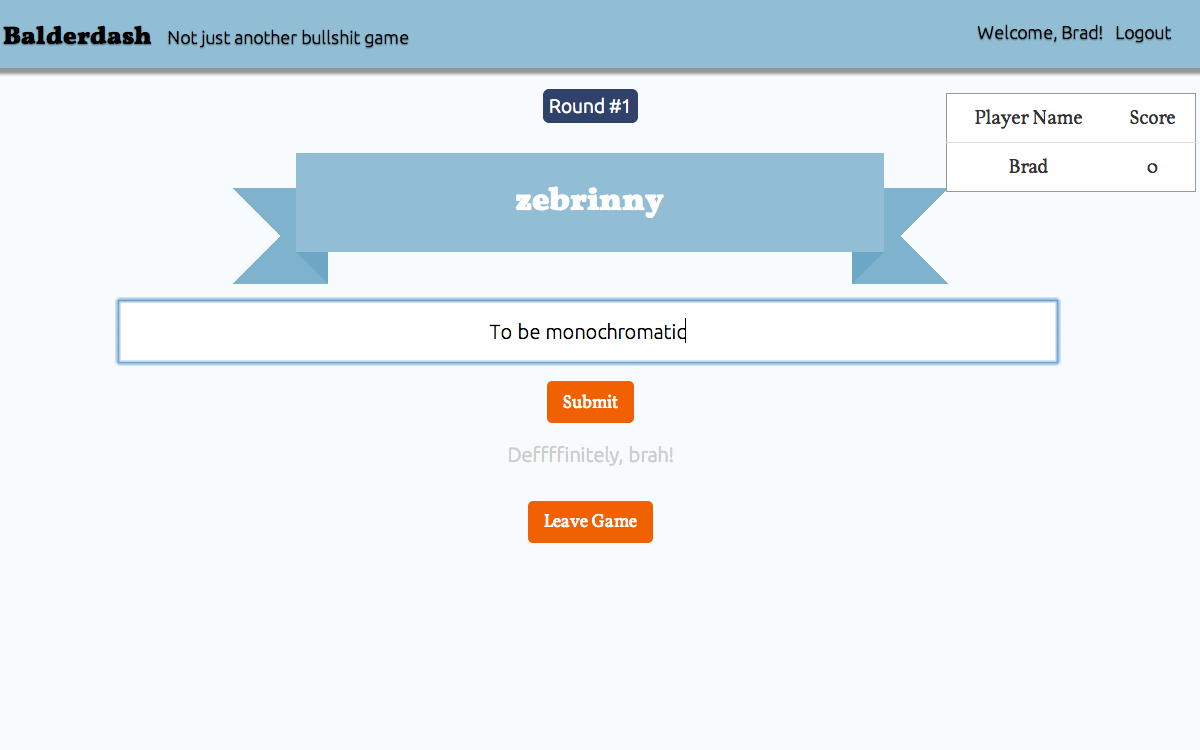 Balderdash Not just another bullshit game Welcome, Brad! Logout
Round #1
Player Name Score
Brad 0
zebrinny
To be monochromatic
Submit
Deffffinitely, brah!
Leave Game